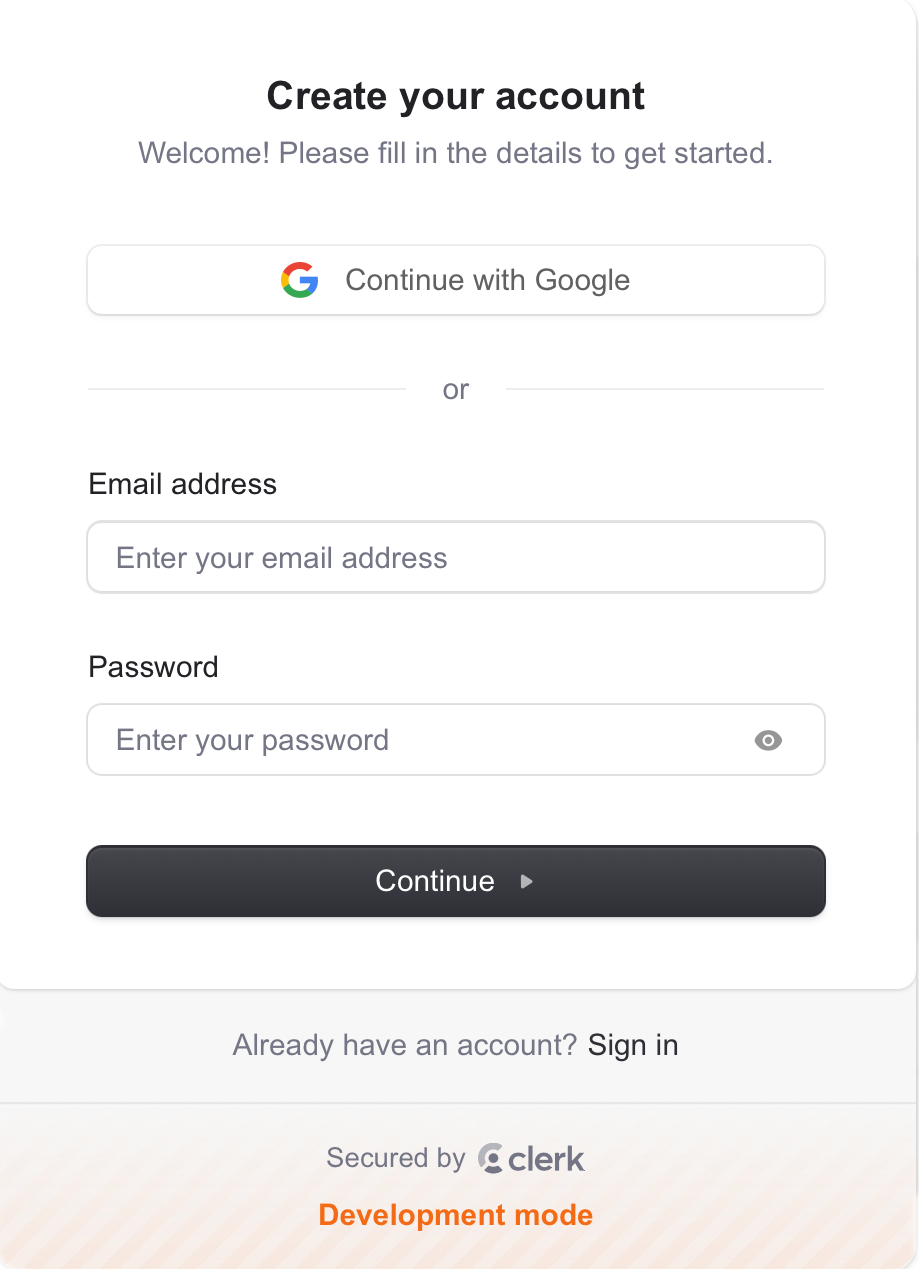 Create your account
Welcome! Please fill in the details to get started.
Continue with Google
or
Email address
Enter your email address
Password
Enter your password
Continue
Already have an account? Sign in
Secured by clerk
Development mode